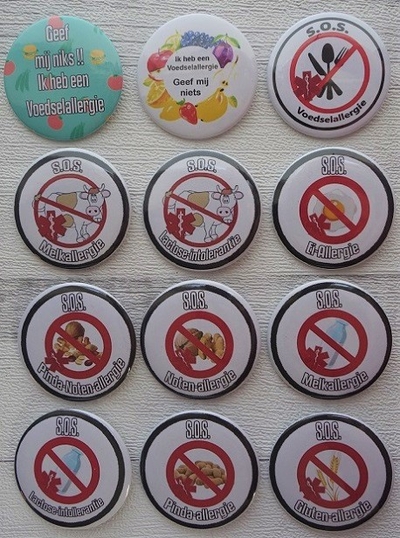 Geef
mij niks !!
Ik heb een
Voedselallergie
Ik heb een
Voedselallergie
Geef mij
niets
S.O.S.
Voedselallergie
S.O.S.
Melkallergie
S.O.S.
Lactose-intolerantie
S.O.S.
Ei-Allergie
S.O.S.
Pinda-Noten-allergie
S.O.S.
Noten-allergie
S.O.S.
Melkallergie
S.O.S.
Lactose-intollerantie
S.O.S.
Pinda-allergie
S.O.S.
Gluten-allergie